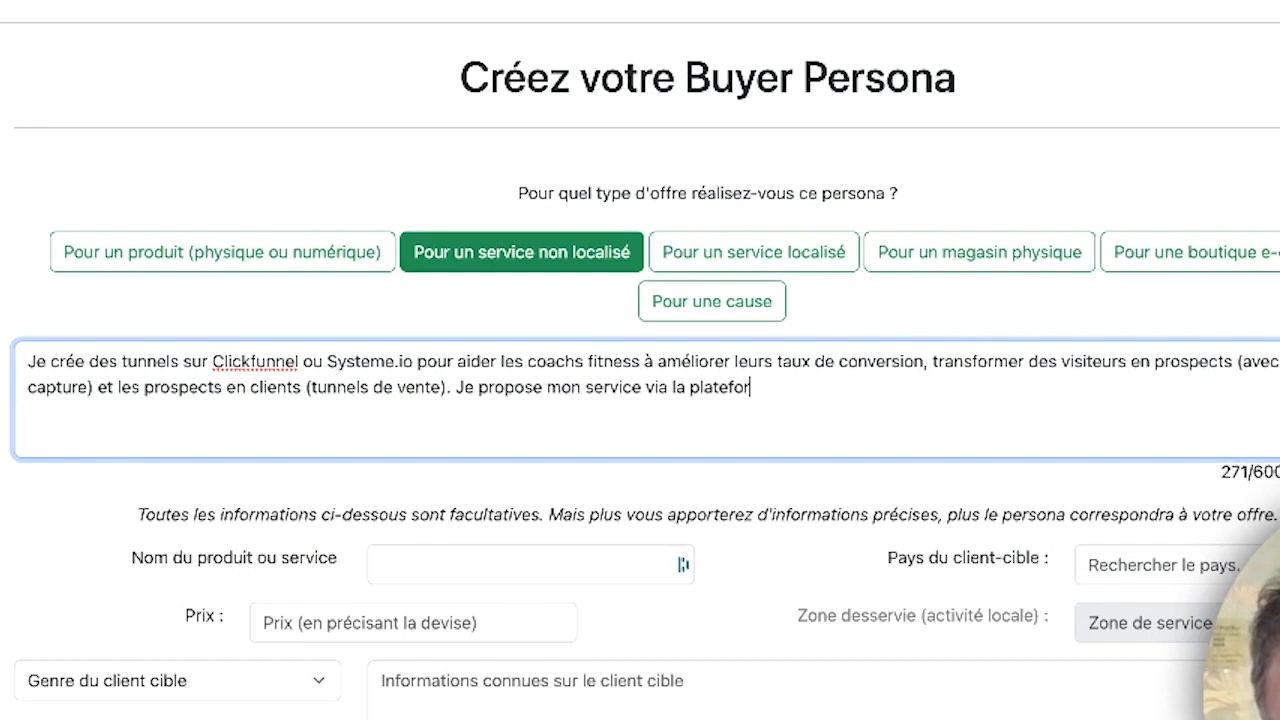 Créez votre Buyer Persona
Pour quel type d'offre réalisez-vous ce persona ?
Pour un produit (physique ou numérique) Pour un service non localisé Pour un service localisé Pour un magasin physique Pour une boutique e-
Pour une cause
Je crée des tunnels sur Clickfunnel ou Systeme.io pour aider les coachs fitness à améliorer leurs taux de conversion, transformer des visiteurs en prospects (avec
capture) et les prospects en clients (tunnels de vente). Je propose mon service via la platefor
271/600
Toutes les informations ci-dessous sont facultatives. Mais plus vous apporterez d'informations précises, plus le persona correspondra à votre offre.
Nom du produit ou service Pays du client-cible : Rechercher le pays.
Prix : Prix (en précisant la devise) Zone desservie (activité locale) : Zone de service
Genre du client cible Informations connues sur le client cible